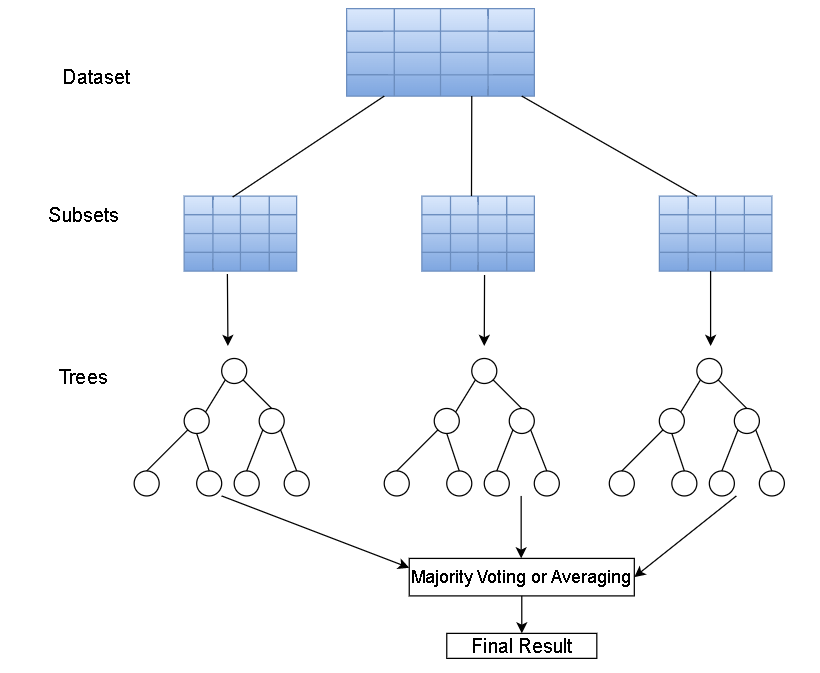 Dataset
Subsets
Trees
Majority Voting or Averaging
Final Result